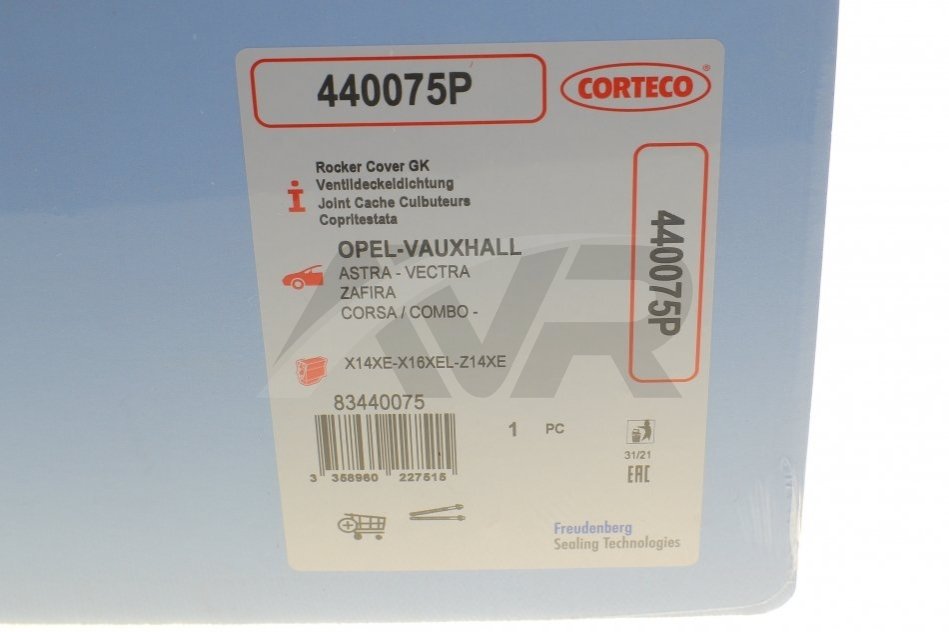 440075P
CORTECO®
Rocker Cover GK
Ventildeckeldichtung
Joint Cache Culbuteurs
Copritestata
OPEL-VAUXHALL
ASTRA - VECTRA
ZAFIRA
CORSA / COMBO -
X14XE-X16XEL-Z14XE
440075P
83440075
3 358960 227515
1 PC
31/21
EAC
Freudenberg
Sealing Technologies
AVR